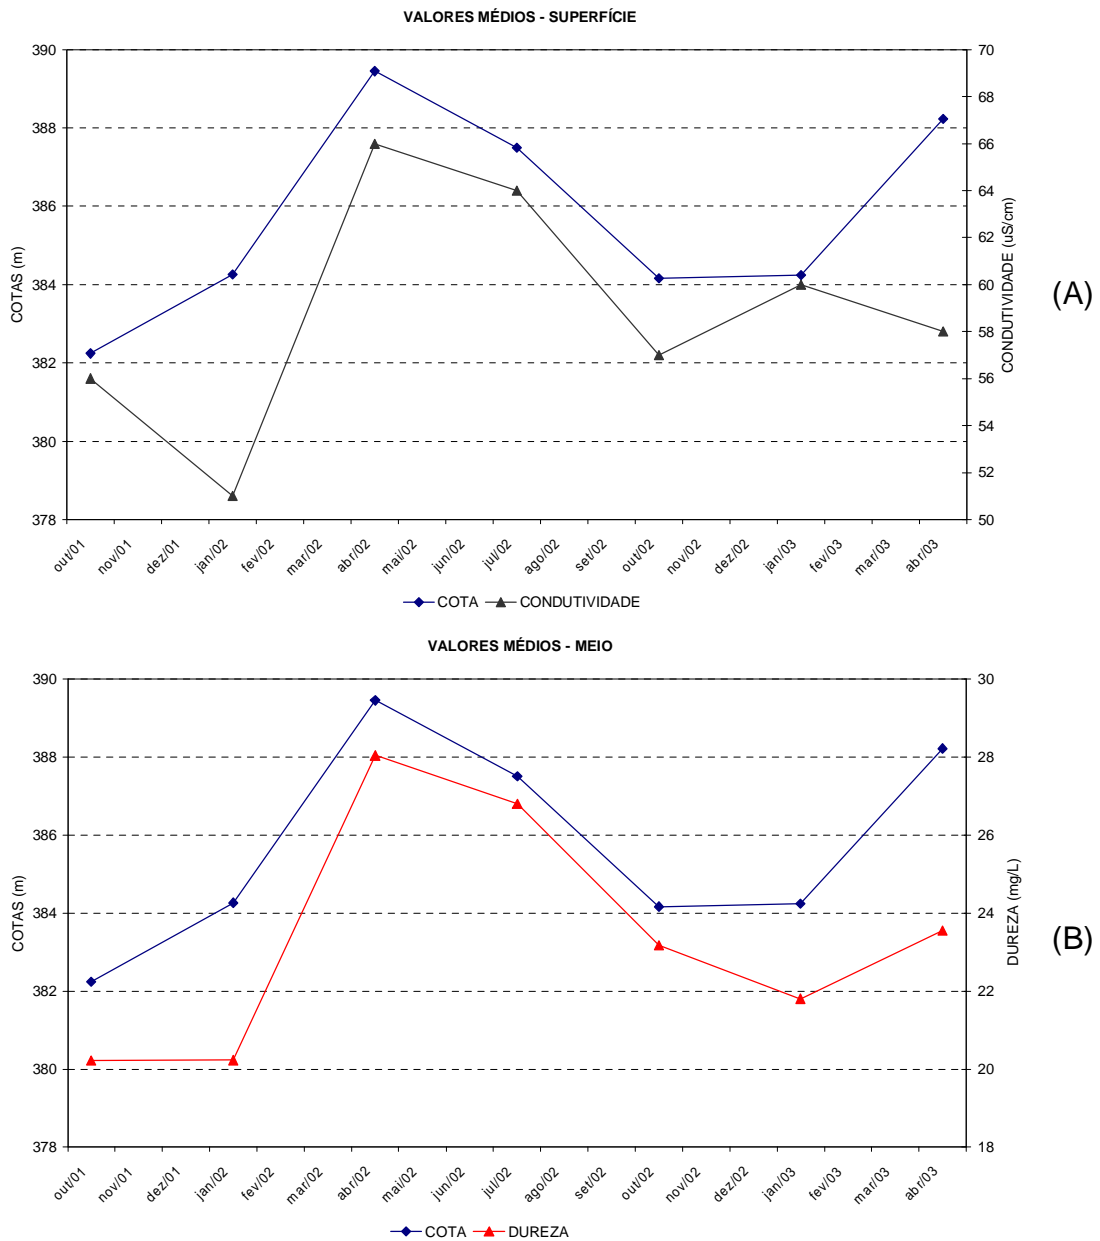 VALORES MÉDIOS - SUPERFÍCIE
390
388
386
384
382
380
378
COTAS (m)
70
68
66
64
62
60
58
56
54
52
50
CONDUTIVIDADE (uS/cm)
(A)
out/01
nov/01
dez/01
jan/02
fev/02
mar/02
abr/02
mai/02
jun/02
jul/02
ago/02
set/02
out/02
nov/02
dez/02
jan/03
fev/03
mar/03
abr/03
COTA
CONDUTIVIDADE
VALORES MÉDIOS - MEIO
390
388
386
384
382
380
378
COTAS (m)
30
28
26
24
22
20
18
DUREZA (mg/L)
(B)
out/01
nov/01
dez/01
jan/02
fev/02
mar/02
abr/02
mai/02
jun/02
jul/02
ago/02
set/02
out/02
nov/02
dez/02
jan/03
fev/03
mar/03
abr/03
COTA
DUREZA